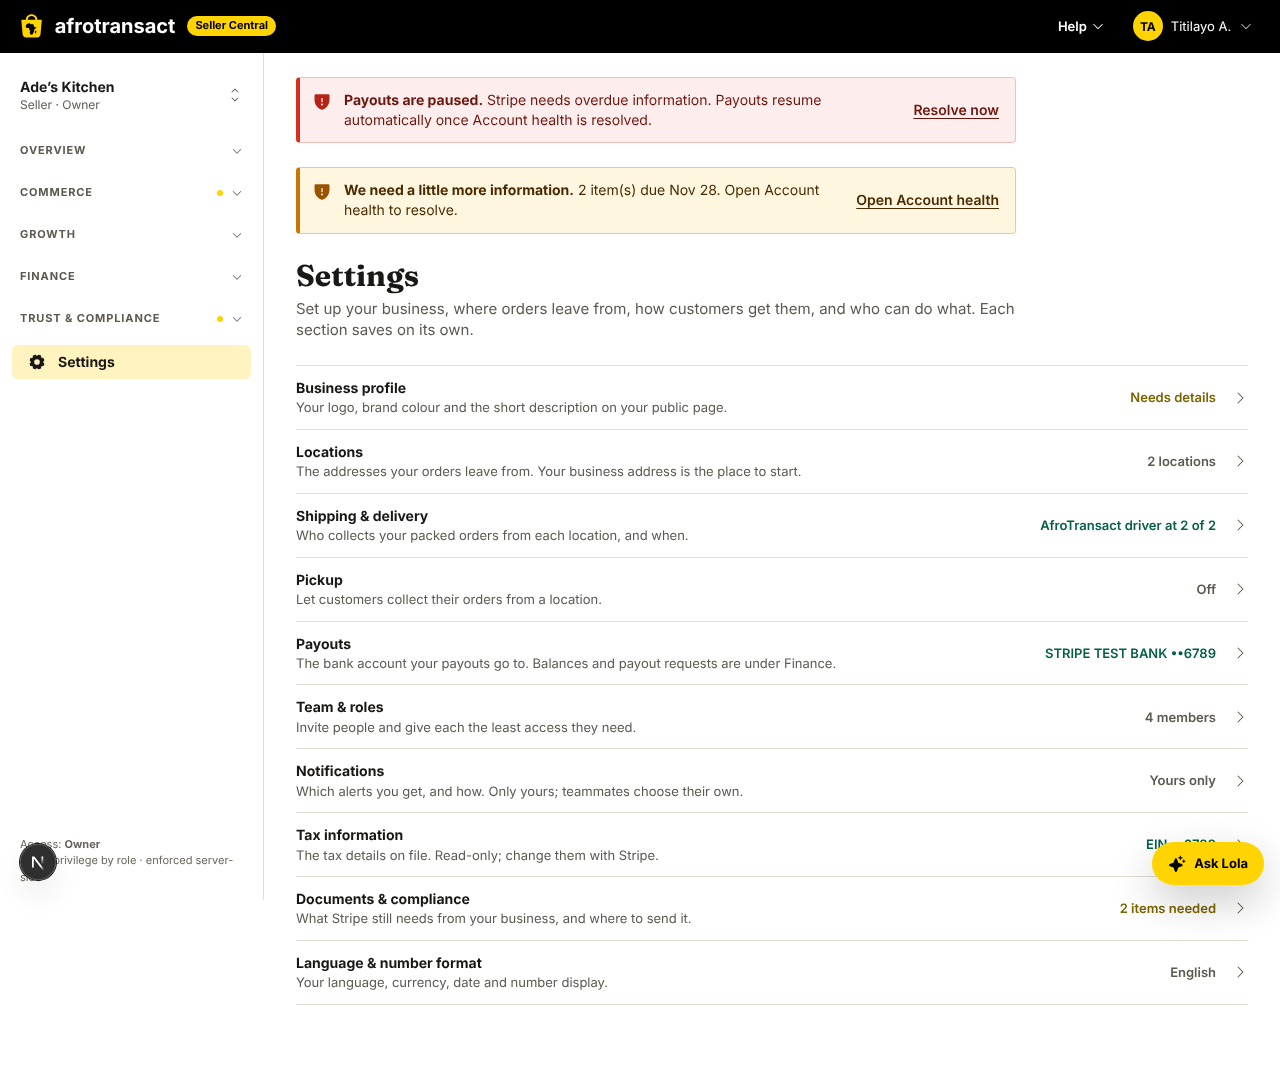 afrotransact Seller Central
Help
TA Titilayo A.
Ade's Kitchen
Seller · Owner
OVERVIEW
COMMERCE
GROWTH
FINANCE
TRUST & COMPLIANCE
Settings
Access: Owner
privilege by role · enforced server-
N
Payouts are paused. Stripe needs overdue information. Payouts resume
automatically once Account health is resolved.
Resolve now
We need a little more information. 2 item(s) due Nov 28. Open Account
health to resolve.
Open Account health
Settings
Set up your business, where orders leave from, how customers get them, and who can do what. Each
section saves on its own.
Business profile
Your logo, brand colour and the short description on your public page.
Needs details
Locations
The addresses your orders leave from. Your business address is the place to start.
2 locations
Shipping & delivery
Who collects your packed orders from each location, and when.
AfroTransact driver at 2 of 2
Pickup
Let customers collect their orders from a location.
Off
Payouts
The bank account your payouts go to. Balances and payout requests are under Finance.
STRIPE TEST BANK ••6789
Team & roles
Invite people and give each the least access they need.
4 members
Notifications
Which alerts you get, and how. Only yours; teammates choose their own.
Yours only
Tax information
The tax details on file. Read-only; change them with Stripe.
EIN
Ask Lola
Documents & compliance
What Stripe still needs from your business, and where to send it.
2 items needed
Language & number format
Your language, currency, date and number display.
English